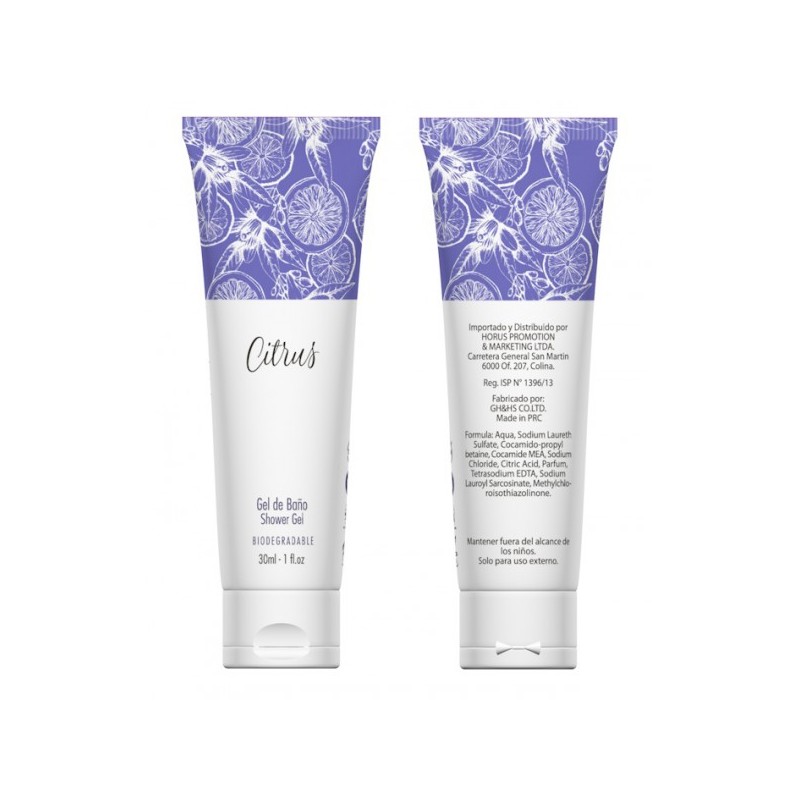 Citrus
Gel de Baño
Shower Gel
BIODEGRADABLE
30ml - 1 fl.oz
Importado y Distribuido por
HORUS PROMOTION
& MARKETING LTDA.
Carretera General San Martin
6000 Of. 207, Colina.
Reg. ISP N° 1396/13
Fabricado por:
GH&HS CO.LTD.
Made in PRC
Formula: Aqua, Sodium Laureth
Sulfate, Cocamido-propyl
betaine, Cocamide MEA, Sodium
Chloride, Citric Acid, Parfum,
Tetrasodium EDTA, Sodium
Lauroyl Sarcosinate, Methylchlo-
roisothiazolinone.
Mantener fuera del alcance de
los niños.
Solo para uso externo.